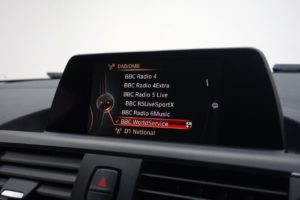 DAB/DMB
BBC Radio 4
BBC Radio 4Extra
BBC Radio 5 Live
BBC R5LiveSportX
BBC Radio 6Music
BBC WorldService
D1 National